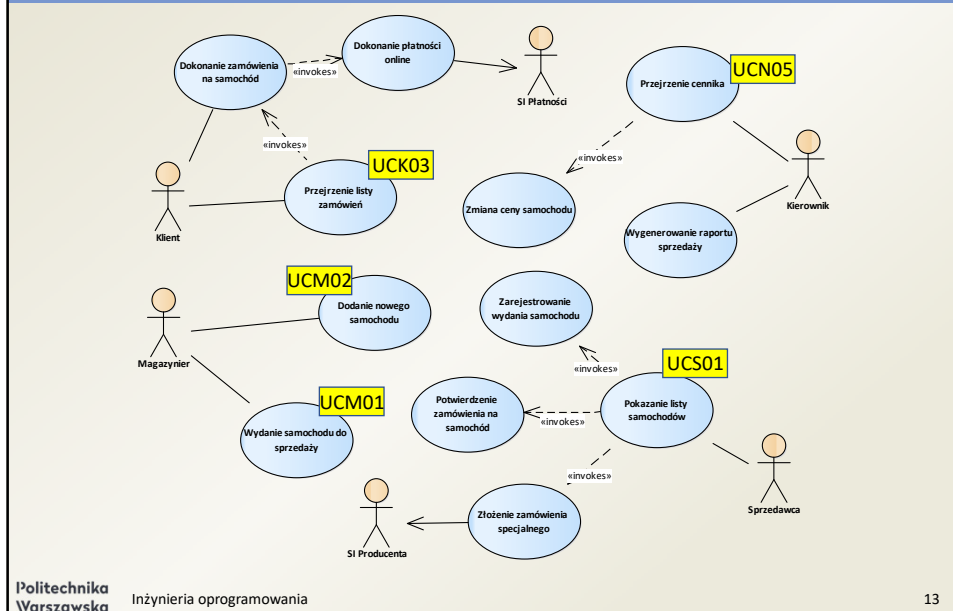 Dokonanie zamówienia
na samochód
«invokes»
Dokonanie płatności
online
SI Płatności
Przejrzenie cennika
UCN05
«invokes»
«invokes»
Przejrzenie listy
zamówień
UCK03
Klient
Zmiana ceny samochodu
Kierownik
Wygenerowanie raportu
sprzedaży
UCM02
Dodanie nowego
samochodu
Zarejestrowanie
wydania samochodu
Magazynier
«invokes»
UCS01
Pokazanie listy
samochodów
UCM01
Wydanie samochodu do
sprzedaży
Potwierdzenie
zamówienia na
samochód
«invokes»
«invokes»
Sprzedawca
Złożenie zamówienia
specjalnego
SI Producenta
Politechnika
Warszawska
Inżynieria oprogramowania
13